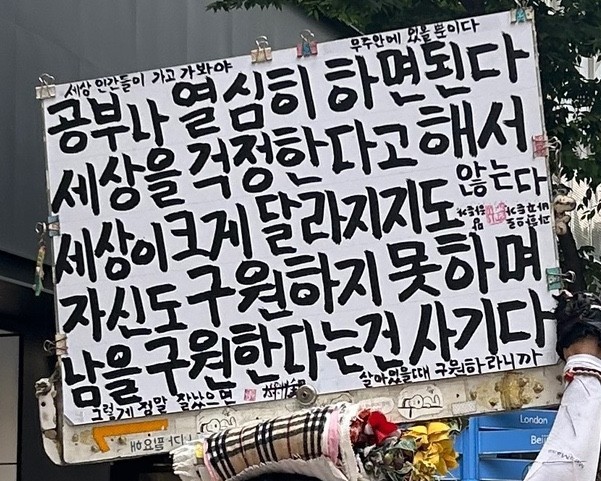 우주안에 있을 뿐이다
세상 인간들이 가고 가봐야
공부나 열심히 하면된다
세상을 걱정한다고 해서
세상이 크게 달라지지도 않는다
자신도 구원하지 못하며
남을 구원한다는건 사기다
살아있을때 구원하라니까
그렇게 정말 잘났으면
London
Beij